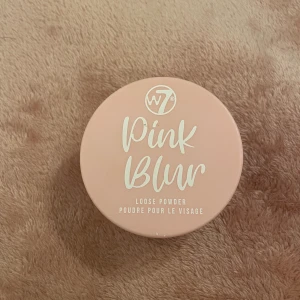 W7
Pink
Blur
LOOSE POWDER
POUDRE POUR LE VISAGE